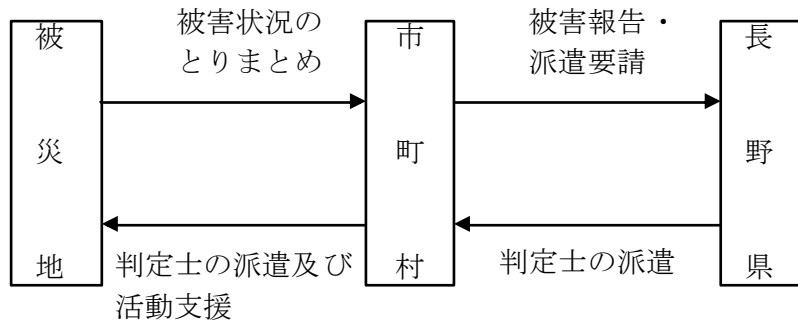 被災地
被害状況の
とりまとめ
市町村
被害報告・
派遣要請
長野県
判定士の派遣及び
活動支援
判定士の派遣